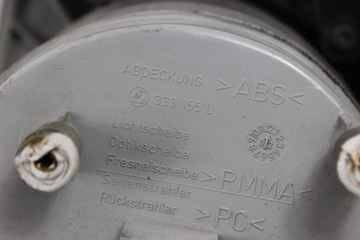 ABDECKUNG >ABS<
333 155 L
Lichtscheibe
Optikscheibe
Fresnelscheibe >PMMA<
Seitenstrahler
Rückstrahler >PC<